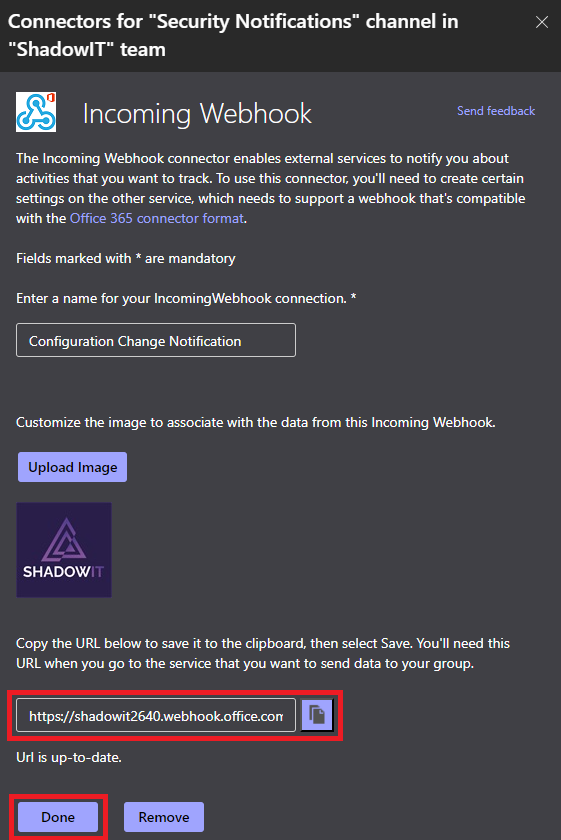 Connectors for "Security Notifications" channel in
"ShadowIT" team
Incoming Webhook
Send feedback
The Incoming Webhook connector enables external services to notify you about
activities that you want to track. To use this connector, you'll need to create certain
settings on the other service, which needs to support a webhook that's compatible
with the Office 365 connector format.
Fields marked with * are mandatory
Enter a name for your IncomingWebhook connection. *
Configuration Change Notification
Customize the image to associate with the data from this Incoming Webhook.
Upload Image
SHADOWIT
Copy the URL below to save it to the clipboard, then select Save. You'll need this
URL when you go to the service that you want to send data to your group.
https://shadowit2640.webhook.office.com
Url is up-to-date.
Done
Remove